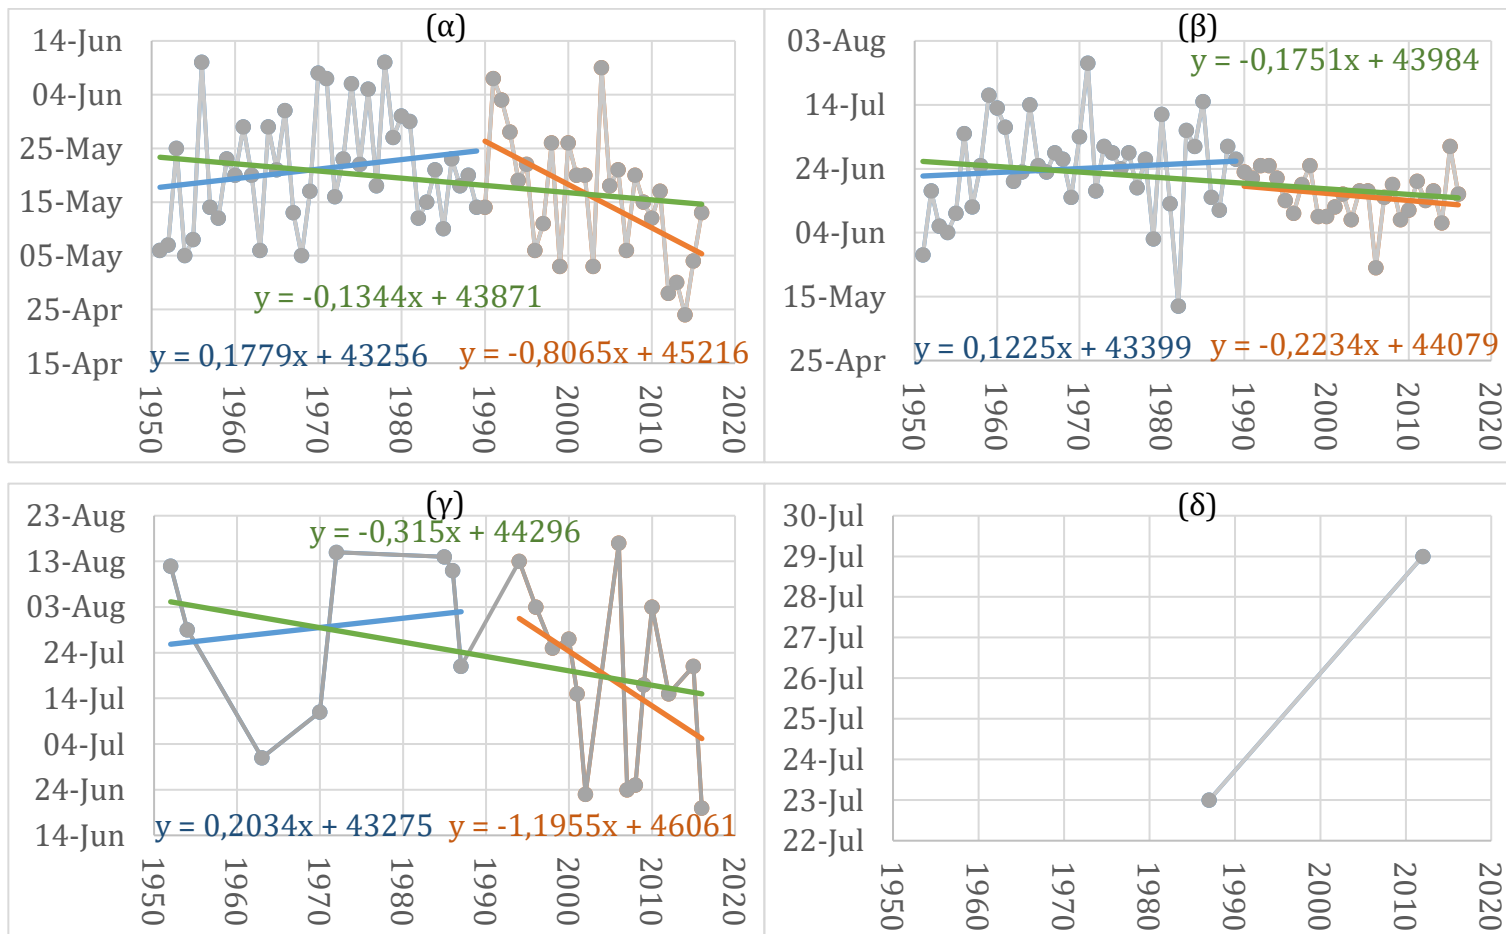 (α)
14-Jun
04-Jun
25-May
15-May
05-May
25-Apr
15-Apr
y = -0,1344x + 43871
y = 0,1779x + 43256
y = -0,8065x + 45216
1950
1960
1970
1980
1990
2000
2010
2020
(β)
03-Aug
14-Jul
24-Jun
04-Jun
15-May
25-Apr
y = -0,1751x + 43984
y = 0,1225x + 43399
y = -0,2234x + 44079
1950
1960
1970
1980
1990
2000
2010
2020
(γ)
23-Aug
13-Aug
03-Aug
24-Jul
14-Jul
04-Jul
24-Jun
14-Jun
y = -0,315x + 44296
y = 0,2034x + 43275
y = -1,1955x + 46061
1950
1960
1970
1980
1990
2000
2010
2020
(δ)
30-Jul
29-Jul
28-Jul
27-Jul
26-Jul
25-Jul
24-Jul
23-Jul
22-Jul
1950
1960
1970
1980
1990
2000
2010
2020